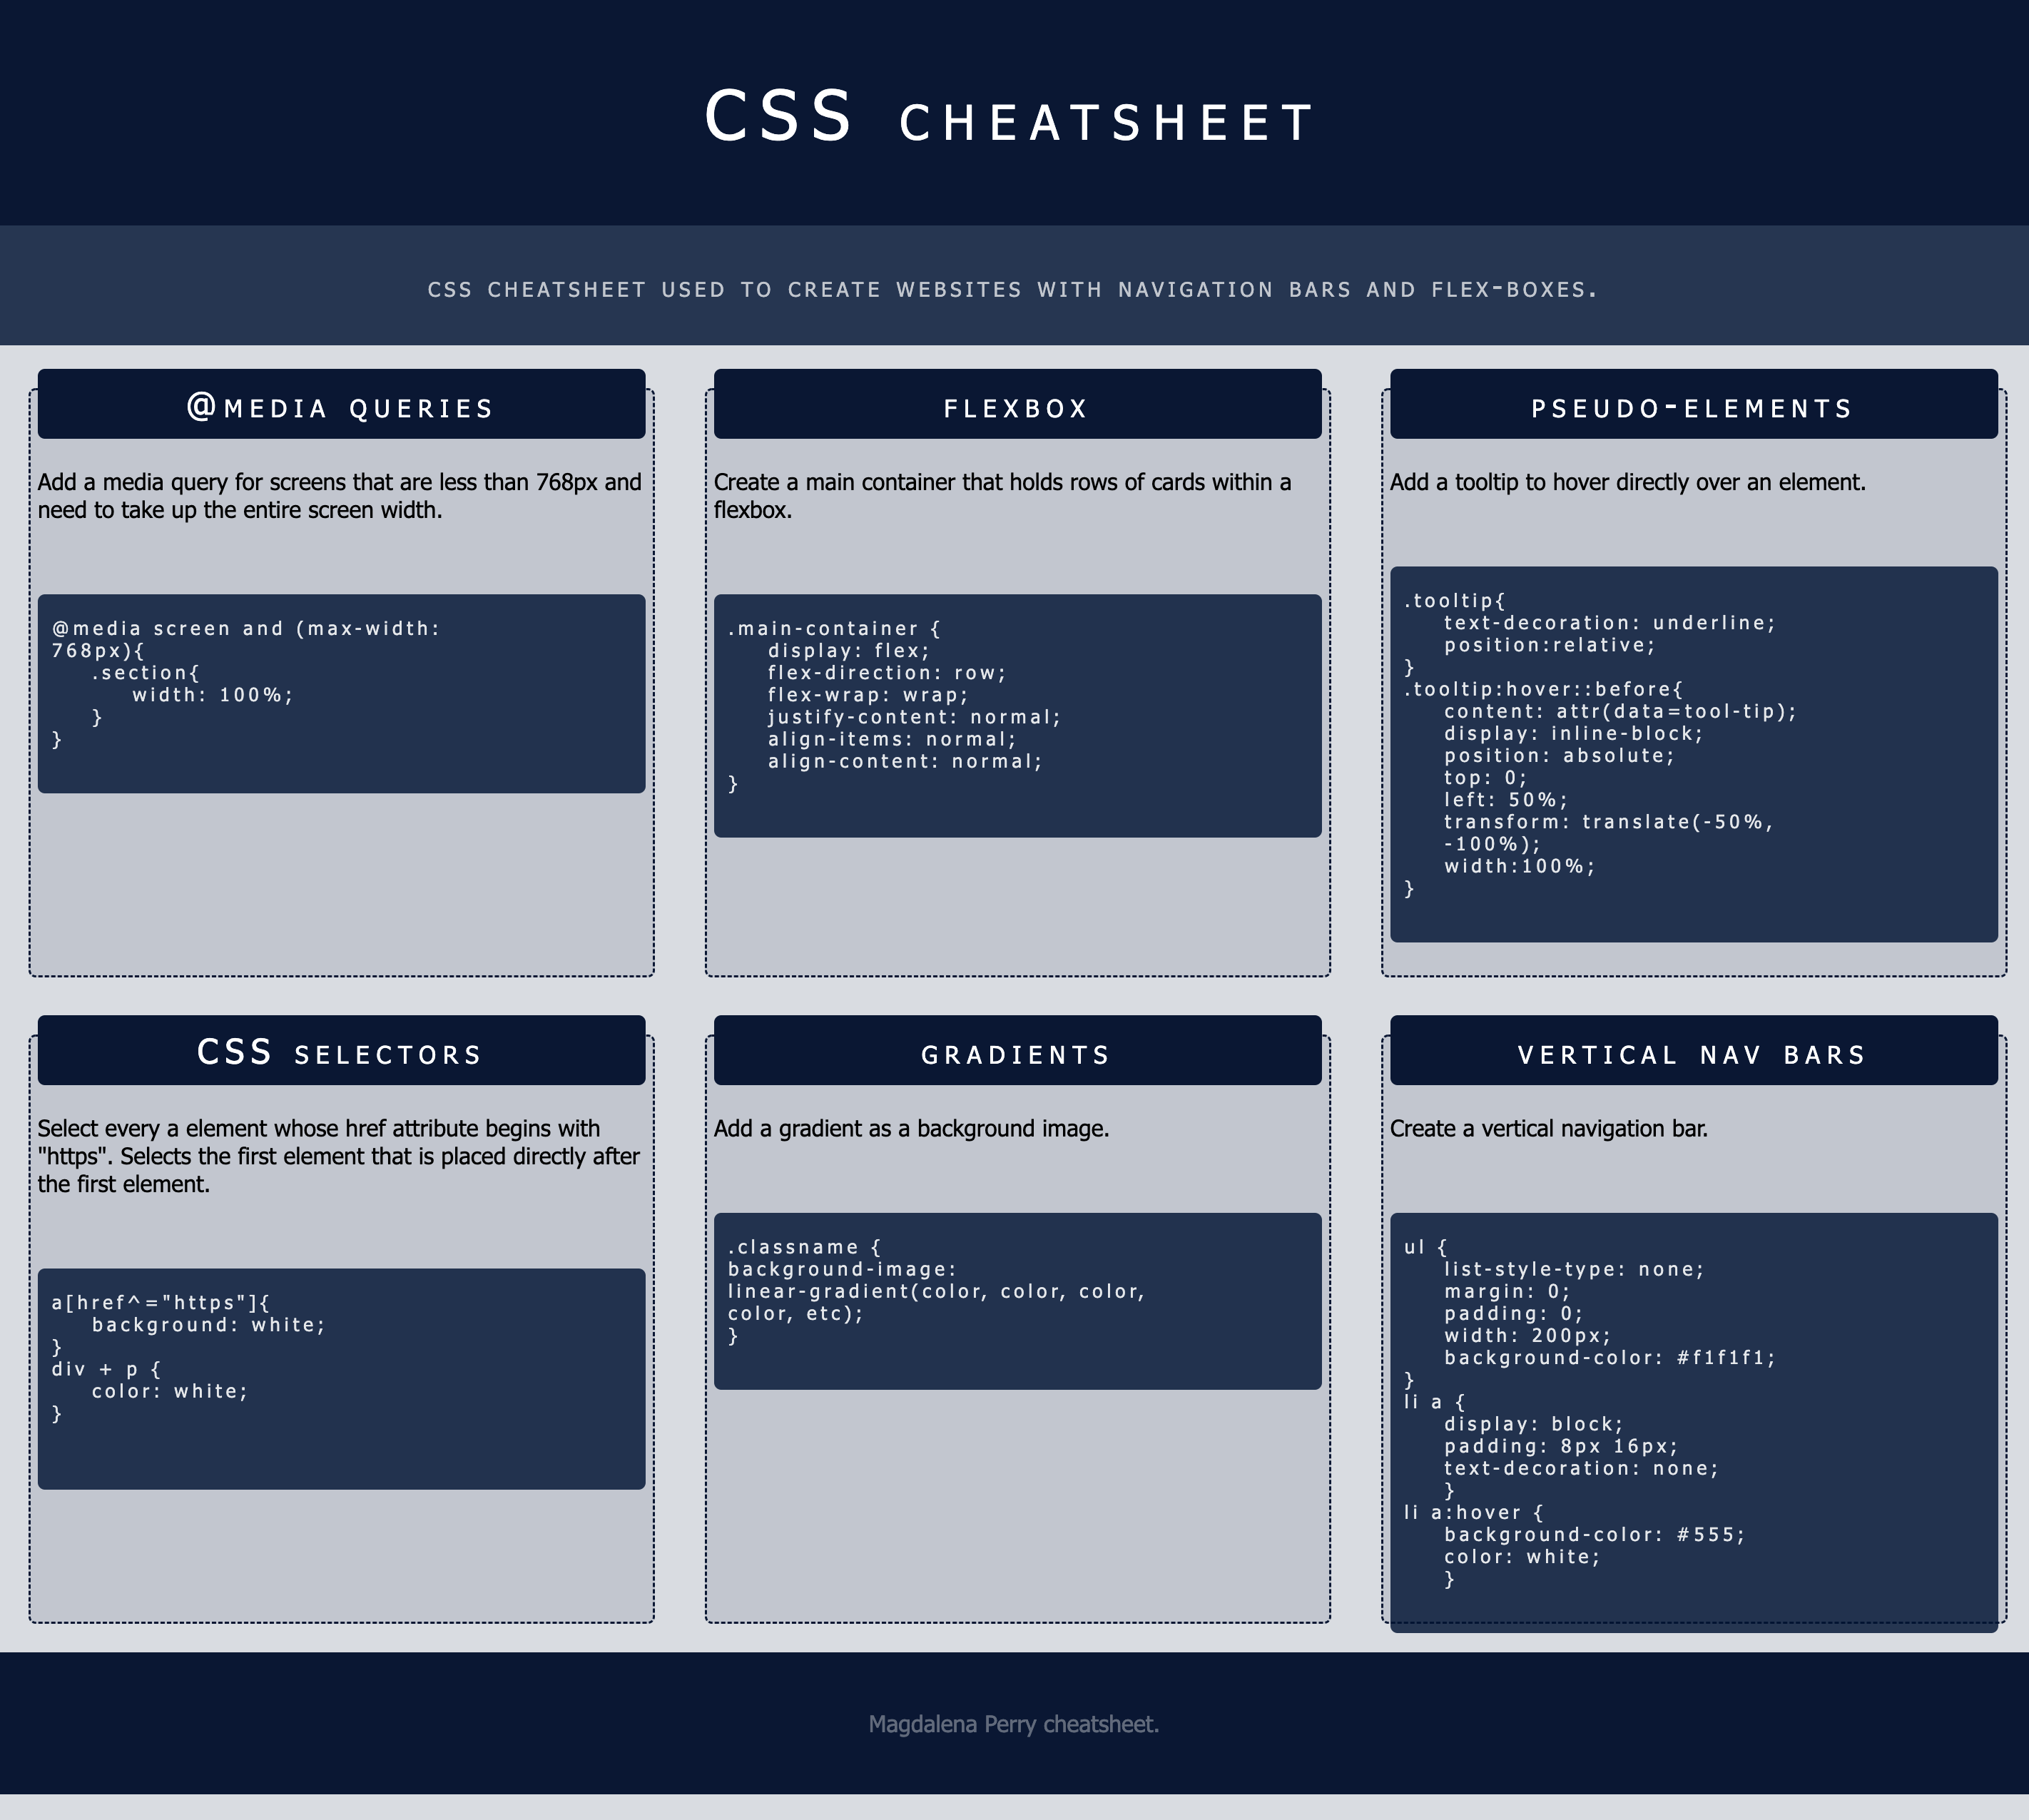 CSS CHEATSHEET
CSS CHEATSHEET USED TO CREATE WEBSITES WITH NAVIGATION BARS AND FLEX-BOXES.
@MEDIA QUERIES
Add a media query for screens that are less than 768px and
need to take up the entire screen width.
@media screen and (max-width:
768px){
.section{
width: 100%;
}
}
FLEXBOX
Create a main container that holds rows of cards within a
flexbox.
.main-container {
display: flex;
flex-direction: row;
flex-wrap: wrap;
justify-content: normal;
align-items: normal;
align-content: normal;
}
PSEUDO-ELEMENTS
Add a tooltip to hover directly over an element.
.tooltip{
text-decoration: underline;
position:relative;
}
.tooltip:hover::before{
content: attr(data=tool-tip);
display: inline-block;
position: absolute;
top: 0;
left: 50%;
transform: translate(-50%,
-100%);
width:100%;
}
CSS SELECTORS
Select every a element whose href attribute begins with
"https". Selects the first element that is placed directly after
the first element.
a[href^="https"]{
background: white;
}
div + p {
color: white;
}
GRADIENTS
Add a gradient as a background image.
.classname {
background-image:
linear-gradient(color, color, color,
color, etc);
}
VERTICAL NAV BARS
Create a vertical navigation bar.
ul {
list-style-type: none;
margin: 0;
padding: 0;
width: 200px;
background-color: #f1f1f1;
}
li a {
display: block;
padding: 8px 16px;
text-decoration: none;
}
li a:hover {
background-color: #555;
color: white;
}
Magdalena Perry cheatsheet.